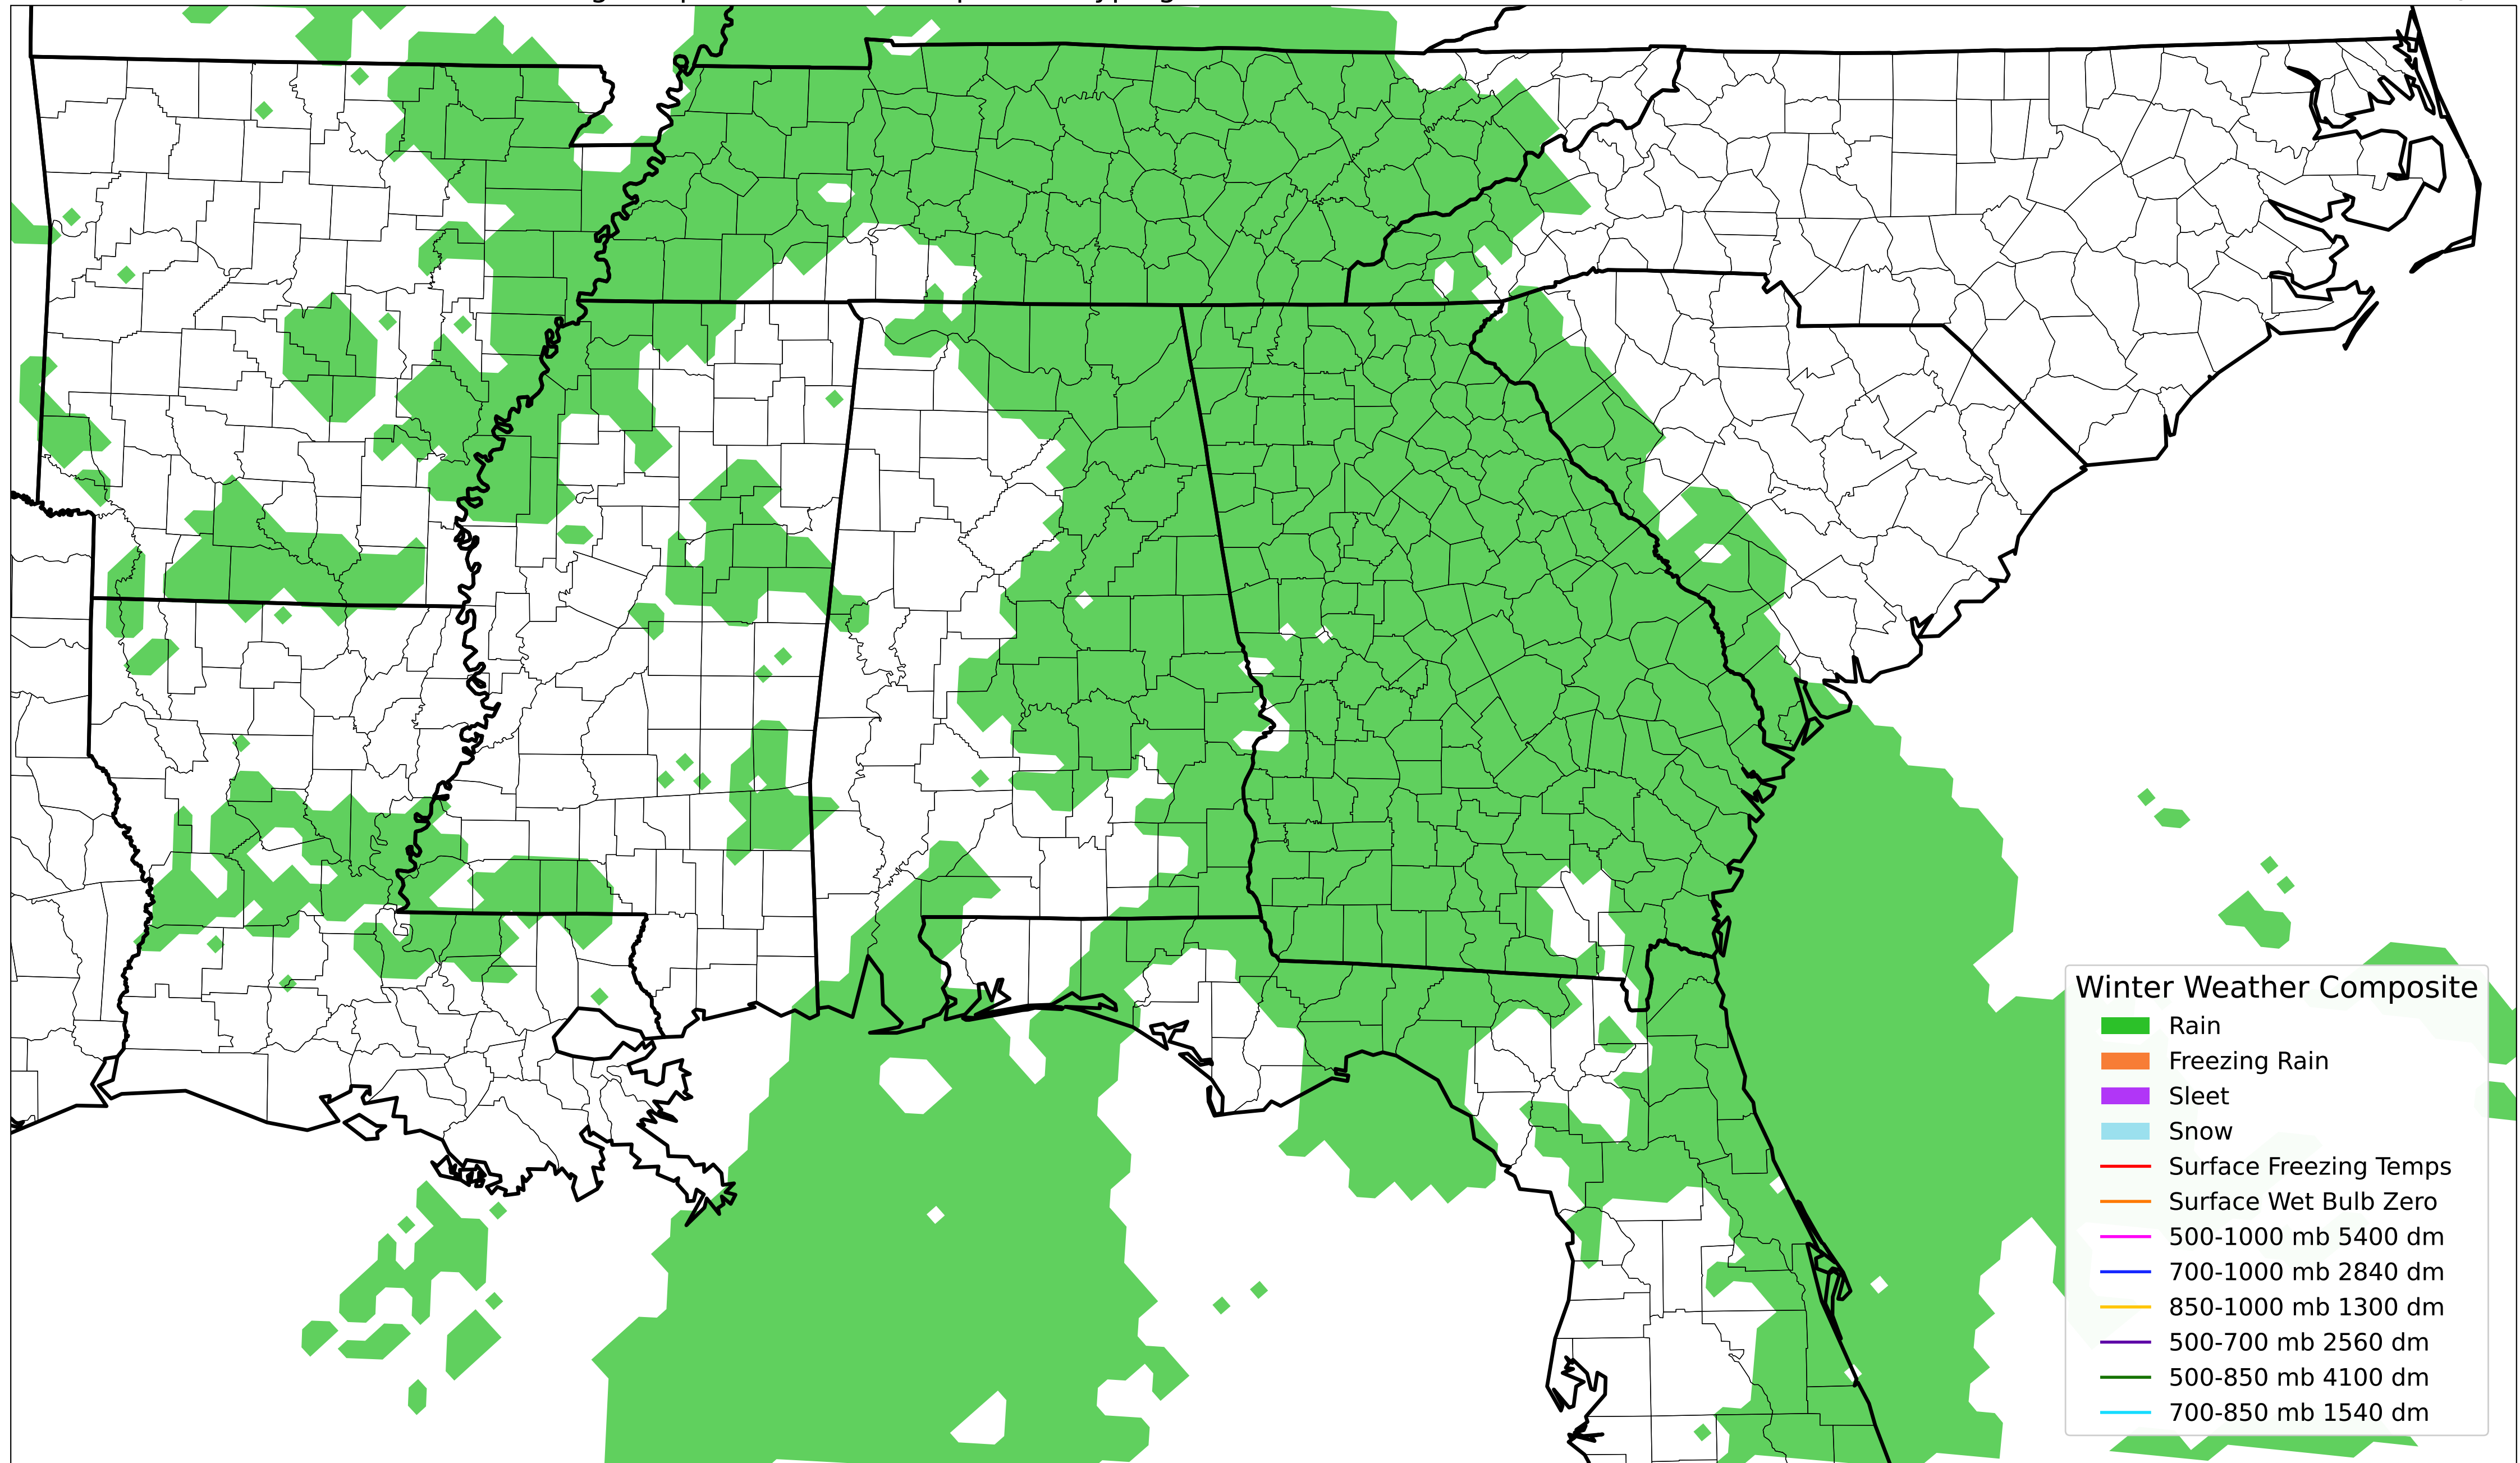 Winter Weather Composite
Rain
Freezing Rain
Sleet
Snow
Surface Freezing Temps
Surface Wet Bulb Zero
500-1000 mb 5400 dm
700-1000 mb 2840 dm
850-1000 mb 1300 dm
500-700 mb 2560 dm
500-850 mb 4100 dm
700-850 mb 1540 dm